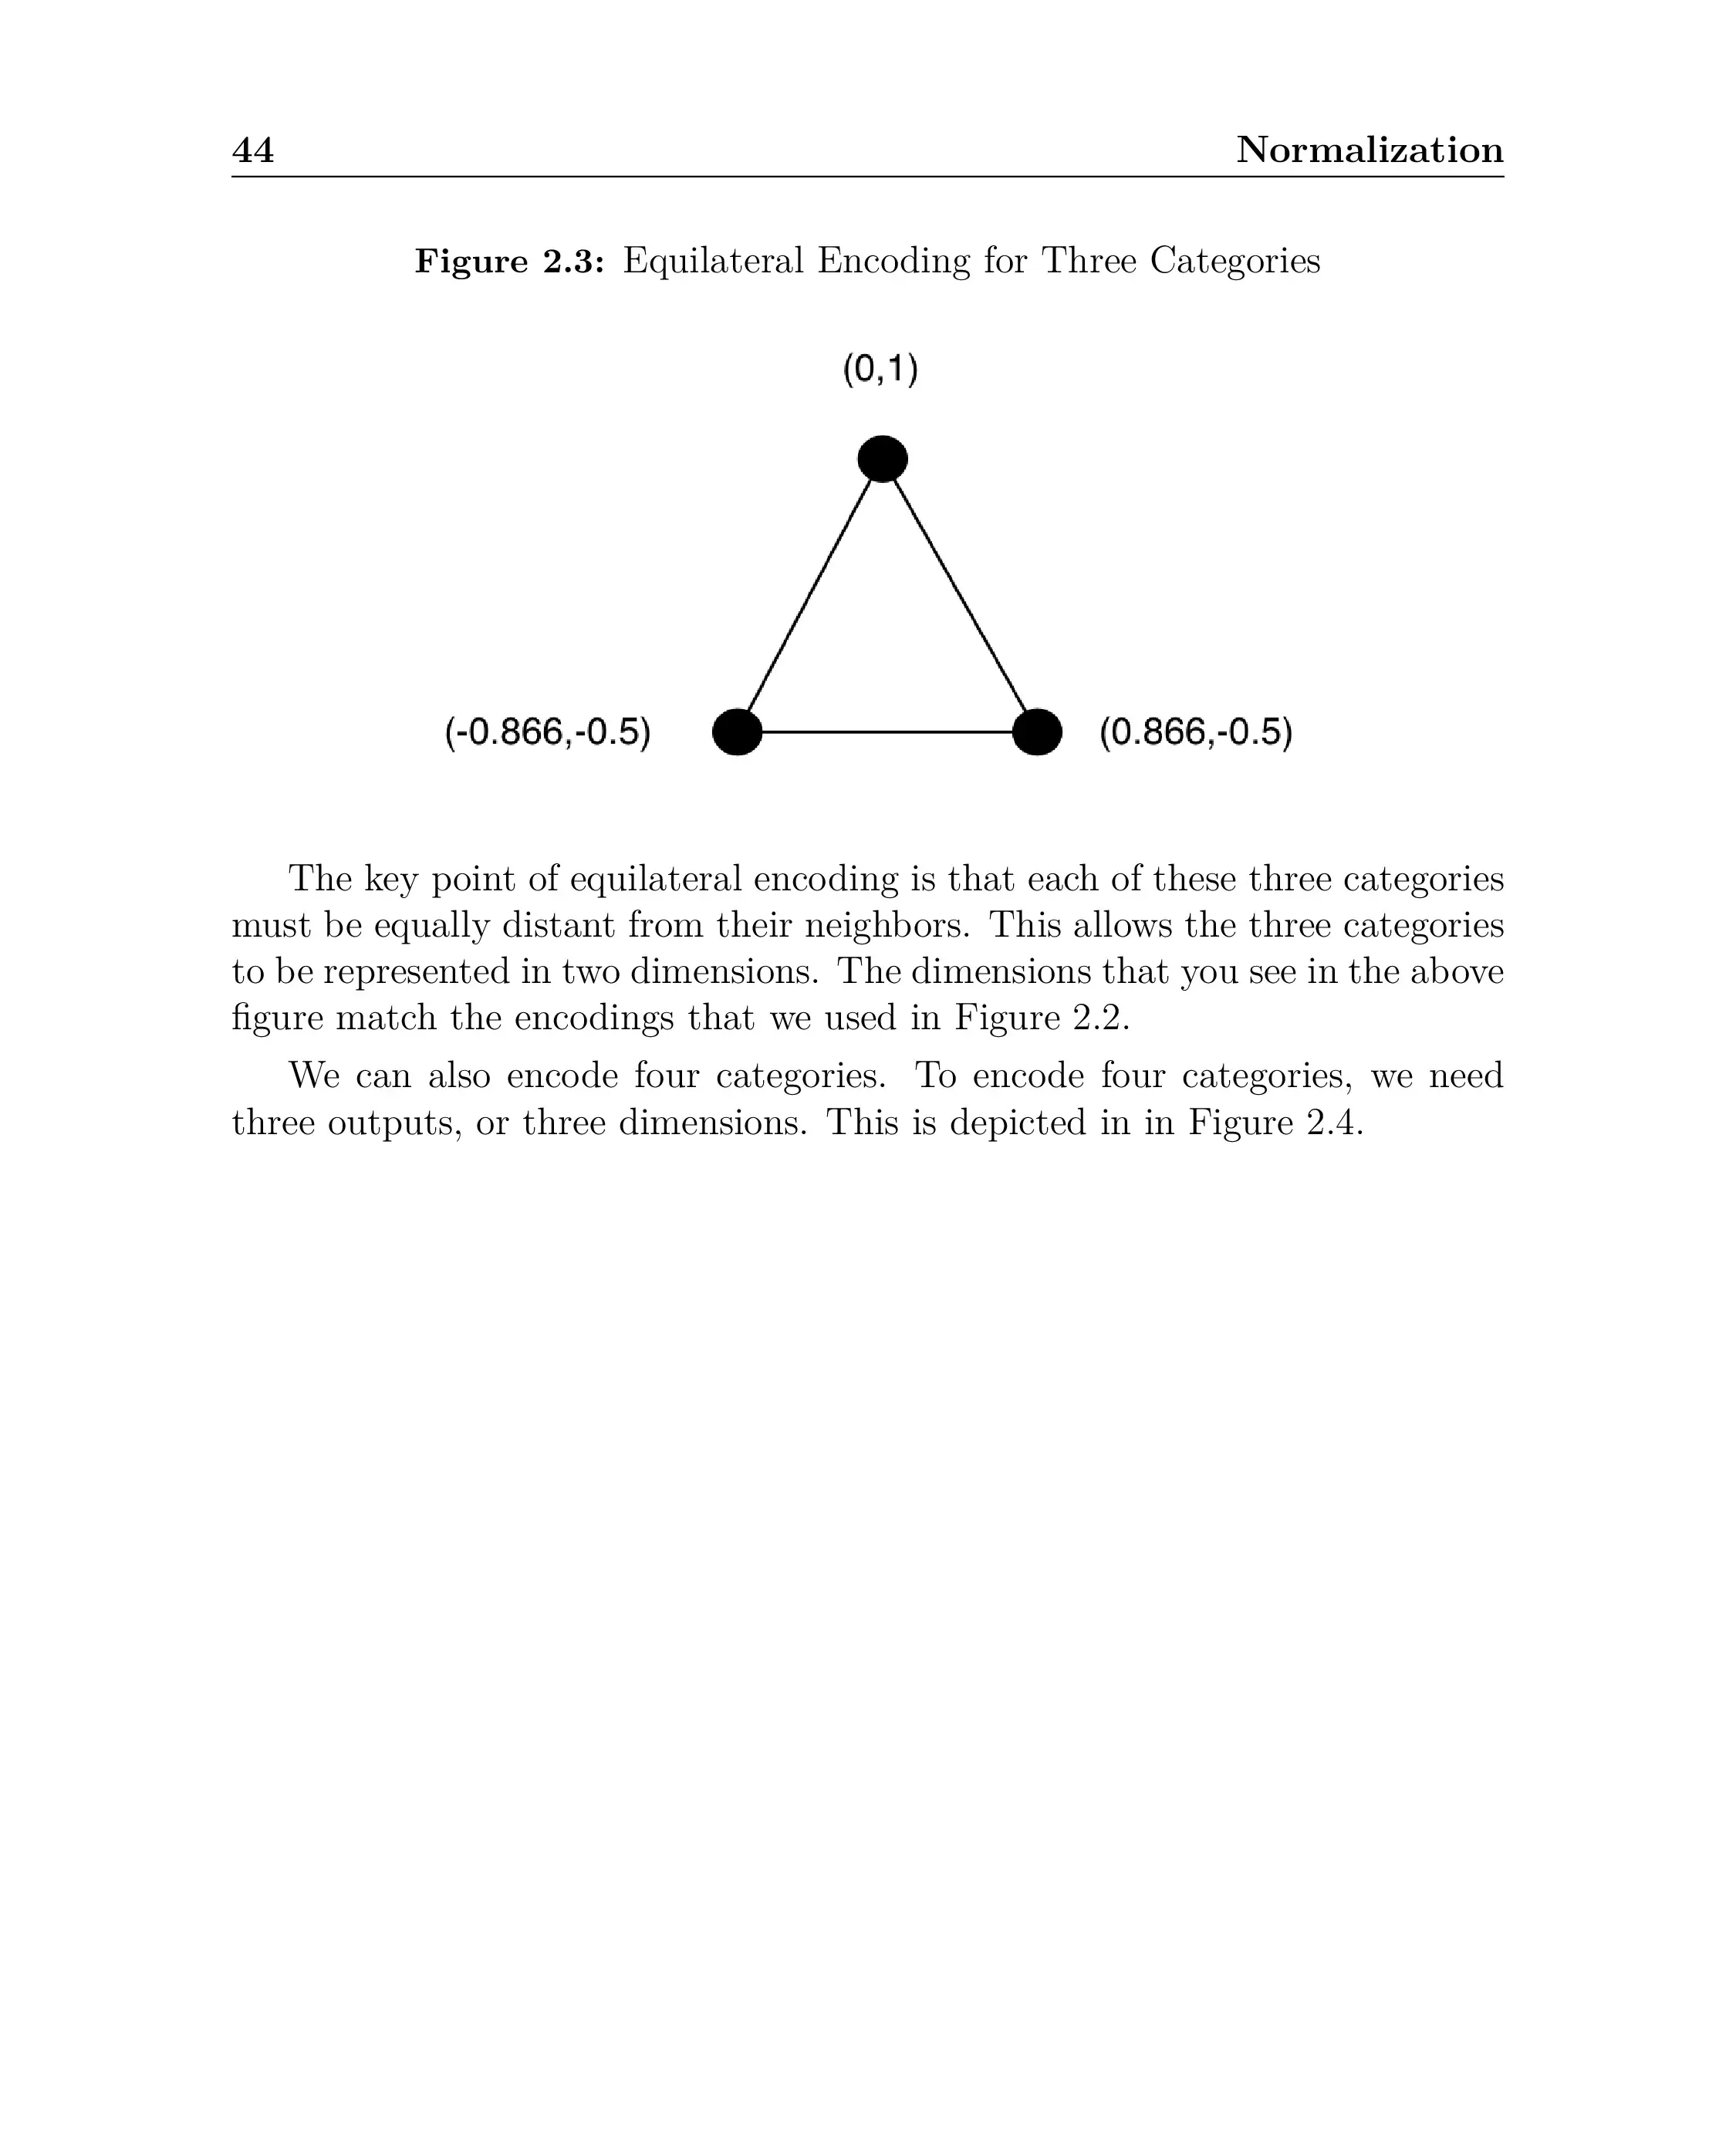 44 Normalization
Figure 2.3: Equilateral Encoding for Three Categories
(0,1)
(-0.866,-0.5) (0.866,-0.5)
The key point of equilateral encoding is that each of these three categories
must be equally distant from their neighbors. This allows the three categories
to be represented in two dimensions. The dimensions that you see in the above
figure match the encodings that we used in Figure 2.2.
We can also encode four categories. To encode four categories, we need
three outputs, or three dimensions. This is depicted in in Figure 2.4.